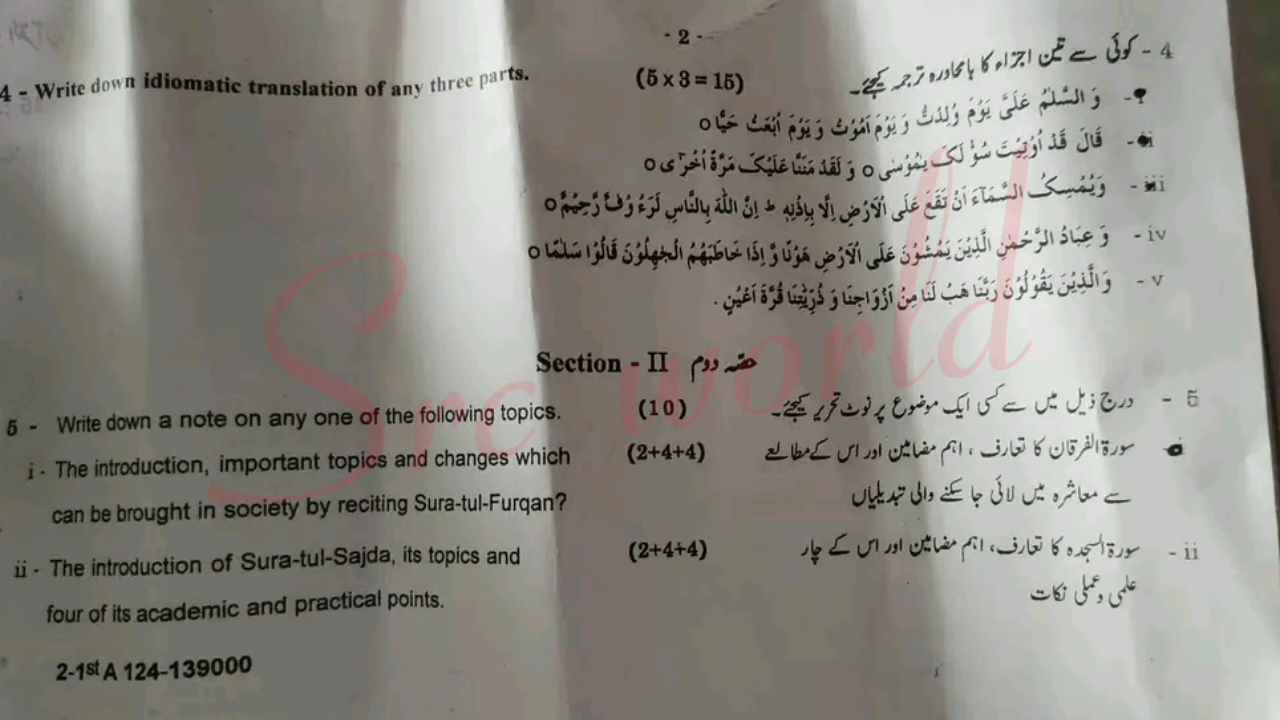 - 2 -
4 - Write down idiomatic translation of any three parts. (5 x 3 = 15) 4 - کوئی سے تین اجزاء کا بامحاورہ ترجمہ کیجئے۔
وَ السَّلٰمُ عَلَیَّ یَوْمَ وُلِدْتُّ وَ یَوْمَ اَمُوْتُ وَ یَوْمَ اُبْعَثُ حَیًّا o
قَالَ قَدْ اُوْتِیْتَ سُؤْلَکَ یٰمُوْسٰی o وَ لَقَدْ مَنَنَّا عَلَیْکَ مَرَّۃً اُخْرٰٓی o
iii - وَیُمْسِکُ السَّمَآءَ اَنْ تَقَعَ عَلَی الْاَرْضِ اِلَّا بِاِذْنِہٖ ط اِنَّ اللّٰہَ بِالنَّاسِ لَرَءُ وْفٌ رَّحِیْمٌ o
iv - وَ عِبَادُ الرَّحْمٰنِ الَّذِیْنَ یَمْشُوْنَ عَلَی الْاَرْضِ ھَوْنًا وَّ اِذَا خَاطَبَھُمُ الْجٰھِلُوْنَ قَالُوْا سَلٰمًا o
v - وَالَّذِیْنَ یَقُوْلُوْنَ رَبَّنَا ھَبْ لَنَا مِنْ اَزْوَاجِنَا وَ ذُرِّیّٰتِنَا قُرَّۃَ اَعْیُنٍ .
Section - II حصّہ دوم
5 - Write down a note on any one of the following topics. (10) 5 - درج ذیل میں سے کسی ایک موضوع پر نوٹ تحریر کیجئے۔
i - The introduction, important topics and changes which (2+4+4) سورۃ الفرقان کا تعارف ، اہم مضامین اور اس کے مطالعے
can be brought in society by reciting Sura-tul-Furqan? سے معاشرہ میں لائی جا سکنے والی تبدیلیاں
ii - The introduction of Sura-tul-Sajda, its topics and (2+4+4) ii - سورۃ السجدہ کا تعارف، اہم مضامین اور اس کے چار
four of its academic and practical points. علمی و عملی نکات
2-1st A 124-139000
Src world